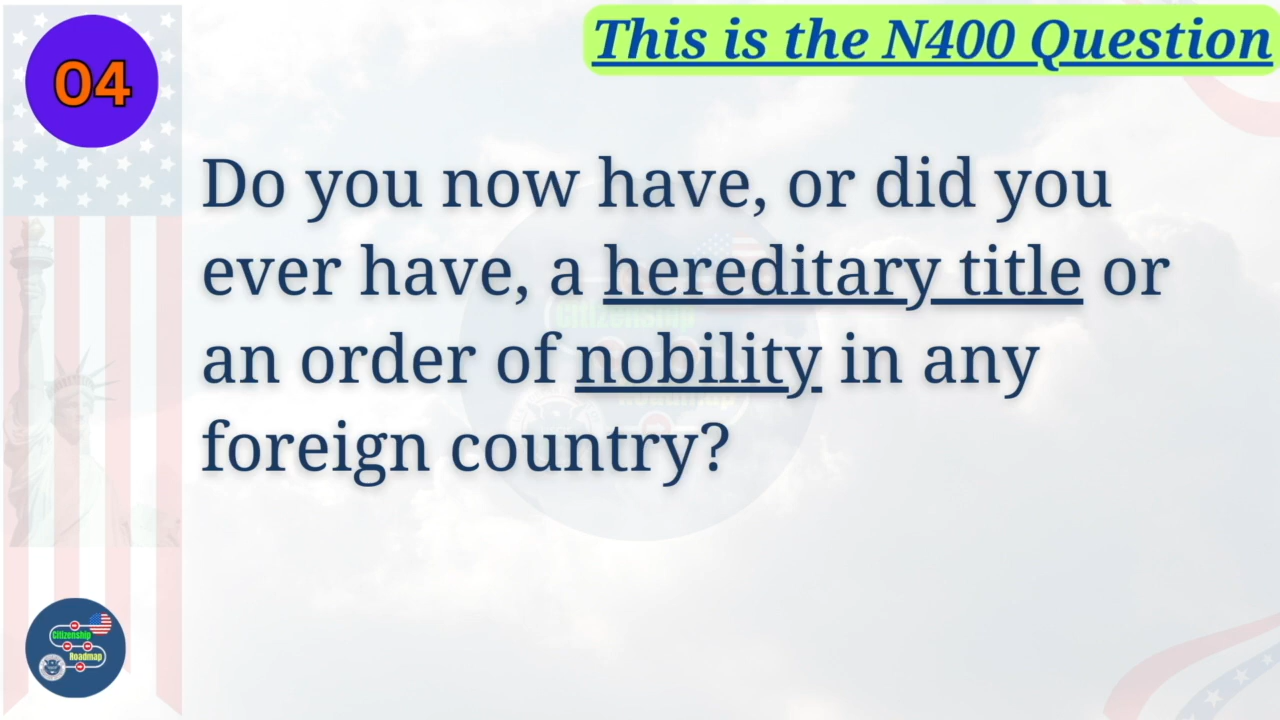 04
This is the N400 Question
Do you now have, or did you
ever have, a hereditary title or
an order of nobility in any
foreign country?
Citizenship
Roadmap